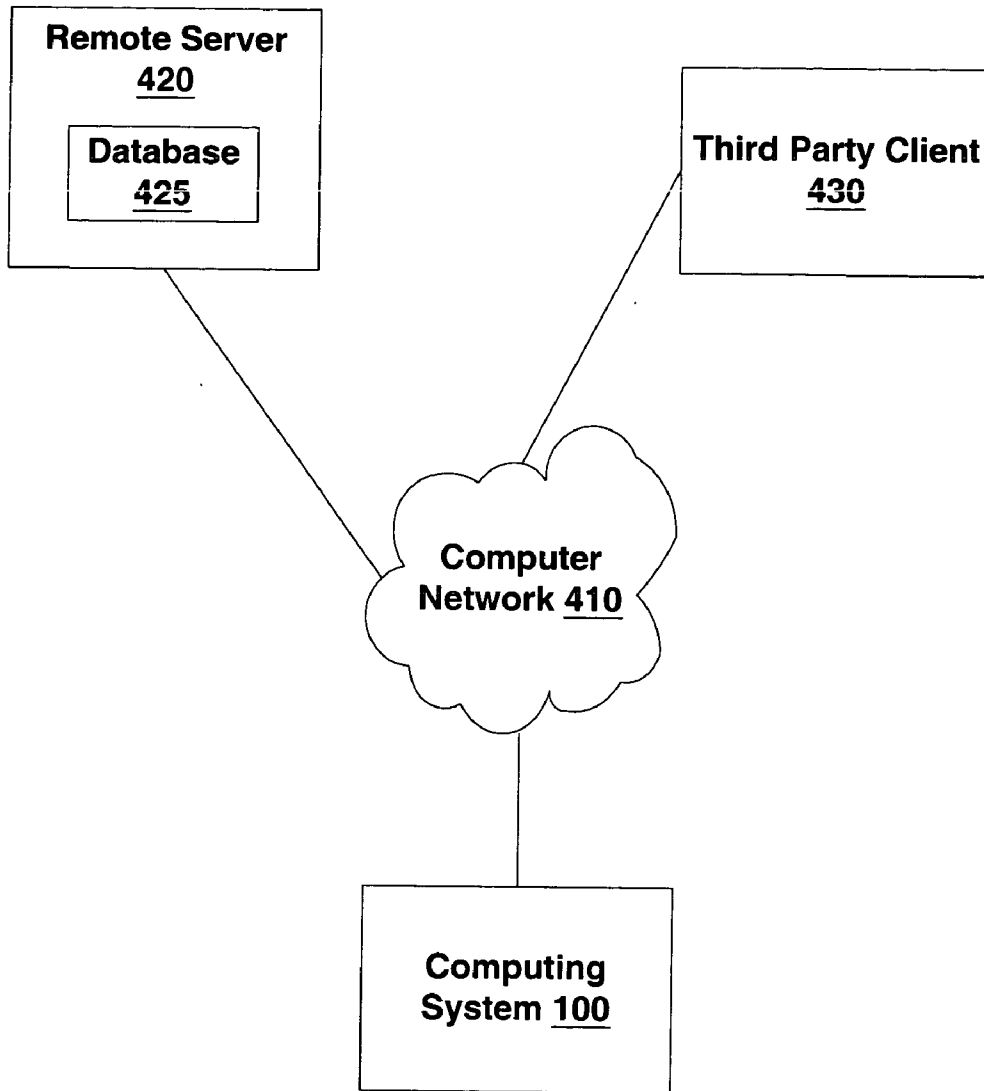 Remote Server
420
Database
425
Third Party Client
430
Computer
Network 410
Computing
System 100